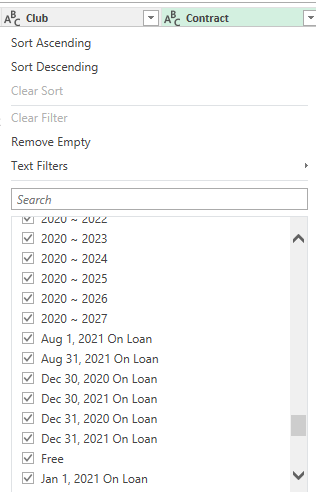 ABC Club ABC Contract
Sort Ascending
Sort Descending
Clear Sort
Clear Filter
Remove Empty
Text Filters
Search
2020 ~ 2022
2020 ~ 2023
2020 ~ 2024
2020 ~ 2025
2020 ~ 2026
2020 ~ 2027
Aug 1, 2021 On Loan
Aug 31, 2021 On Loan
Dec 30, 2020 On Loan
Dec 30, 2021 On Loan
Dec 31, 2020 On Loan
Dec 31, 2021 On Loan
Free
Jan 1, 2021 On Loan